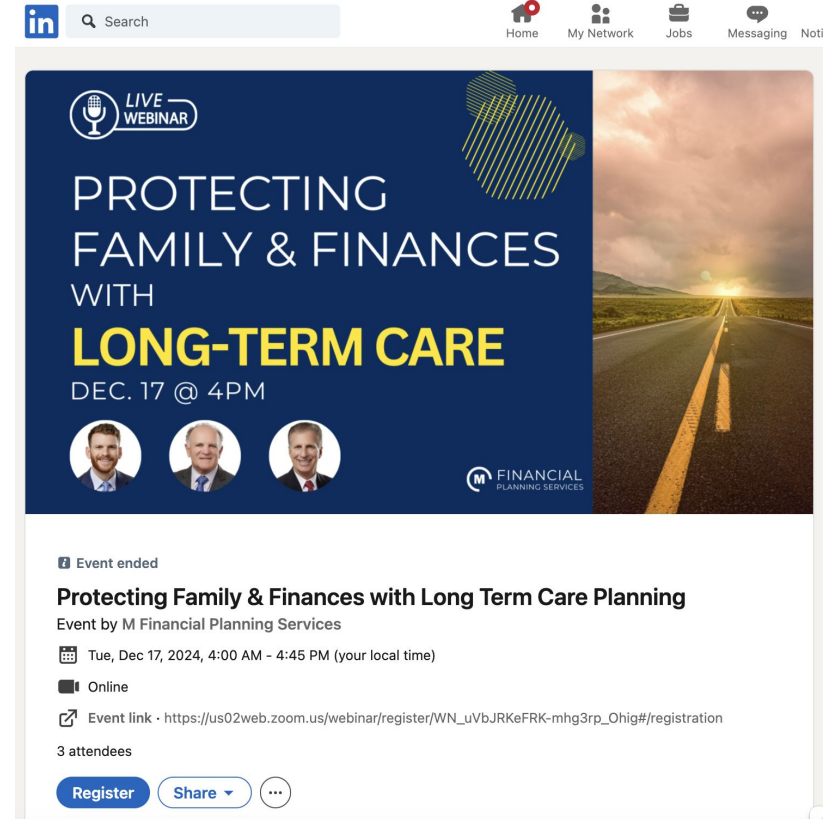 in
Search
Home
My Network
Jobs
Messaging
Noti
LIVE
WEBINAR
PROTECTING
FAMILY & FINANCES
WITH
LONG-TERM CARE
DEC. 17 @ 4PM
M FINANCIAL
PLANNING SERVICES
Event ended
Protecting Family & Finances with Long Term Care Planning
Event by M Financial Planning Services
Tue, Dec 17, 2024, 4:00 AM - 4:45 PM (your local time)
Online
Event link · https://us02web.zoom.us/webinar/register/WN_uVbJRKeFRK-mhg3rp_Ohig#/registration
3 attendees
Register
Share